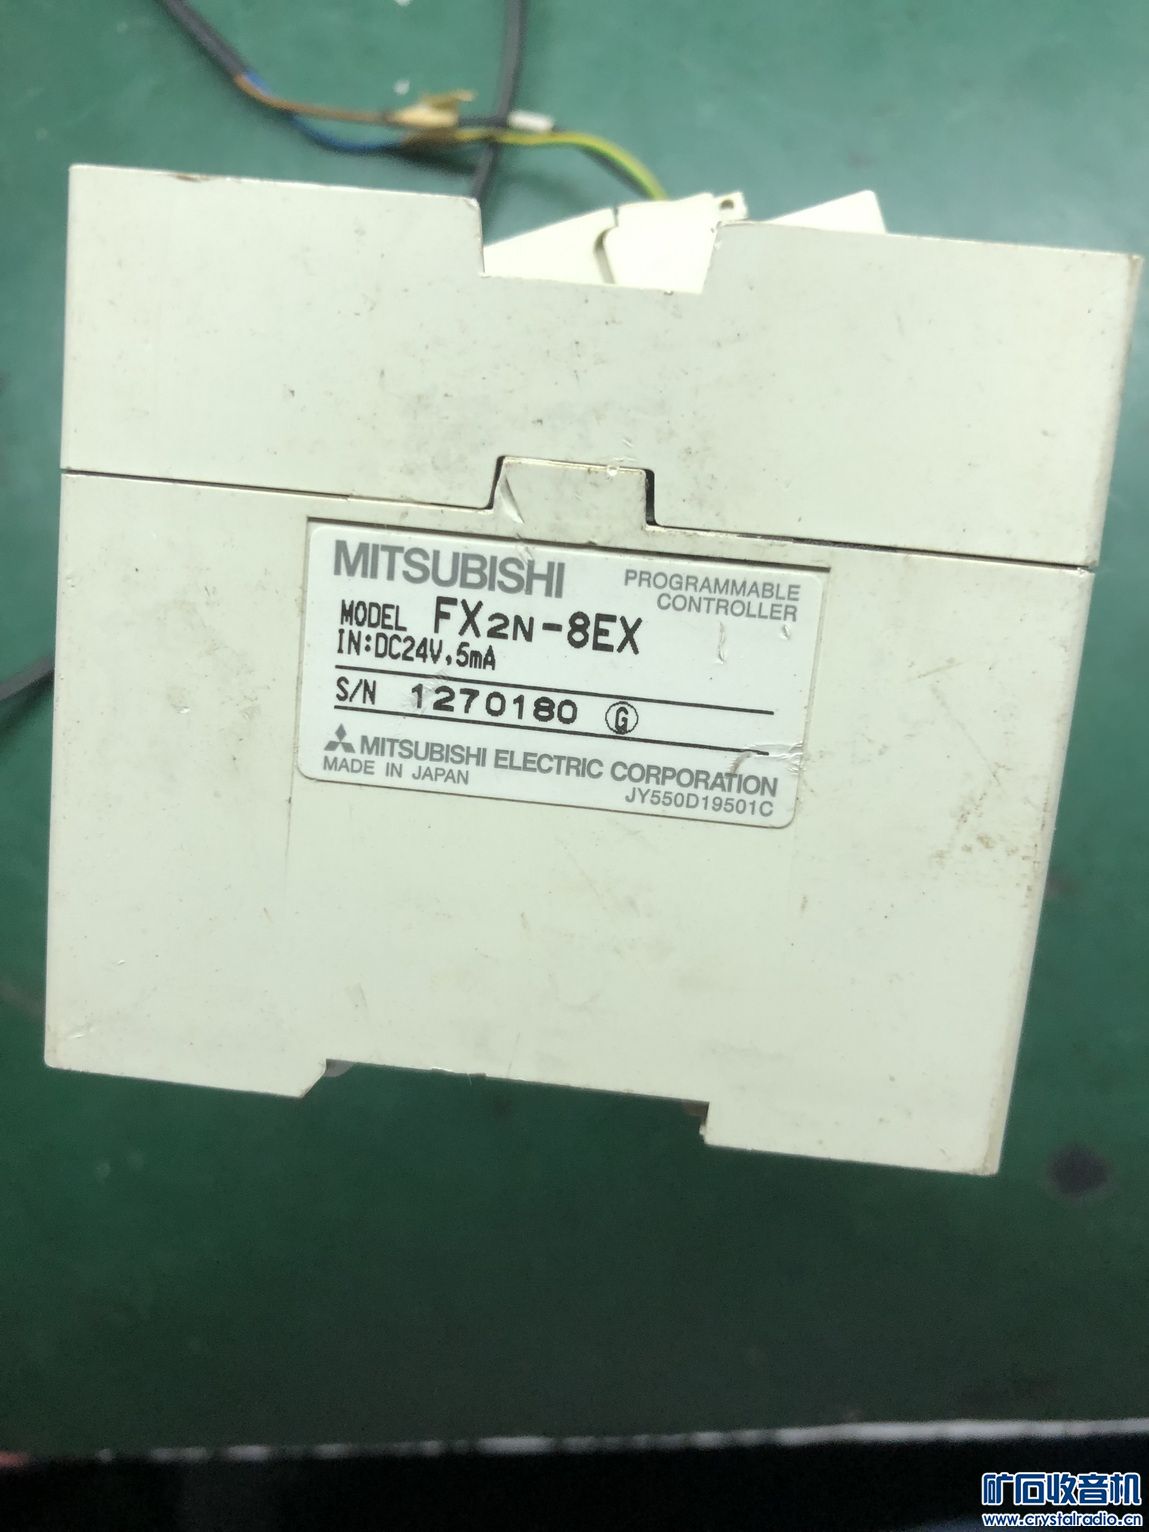 MITSUBISHI
PROGRAMMABLE
CONTROLLER
MODEL FX2N-8EX
IN:DC24V,5mA
S/N 1270180 G
MITSUBISHI ELECTRIC CORPORATION
MADE IN JAPAN
JY550D19501C
矿石收音机
www.crystalradio.cn